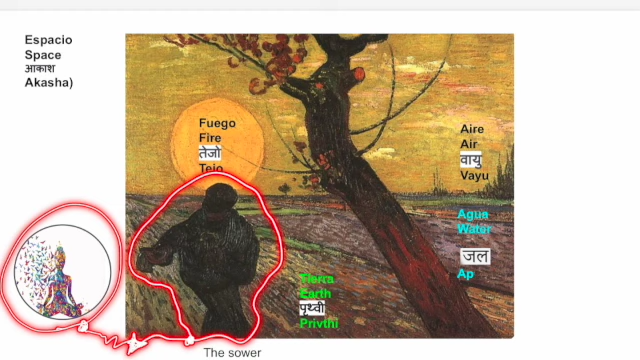 Espacio
Space
आकाश
Akasha)
Fuego
Fire
तेजो
Tejo
Aire
Air
वायु
Vayu
Agua
Water
जल
Ap
Tierra
Earth
पृथ्वी
Privthi
The sower